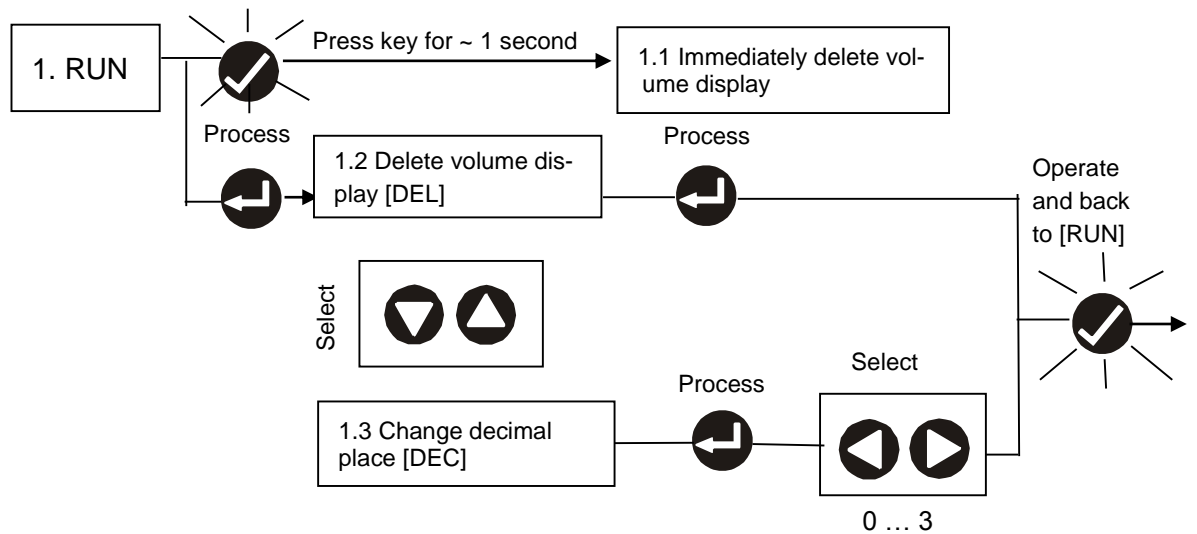 1. RUN
Press key for ~ 1 second
1.1 Immediately delete vol-
ume display
Process
1.2 Delete volume dis-
play [DEL]
Process
Operate
and back
to [RUN]
Select
Select
Process
1.3 Change decimal
place [DEC]
0 … 3